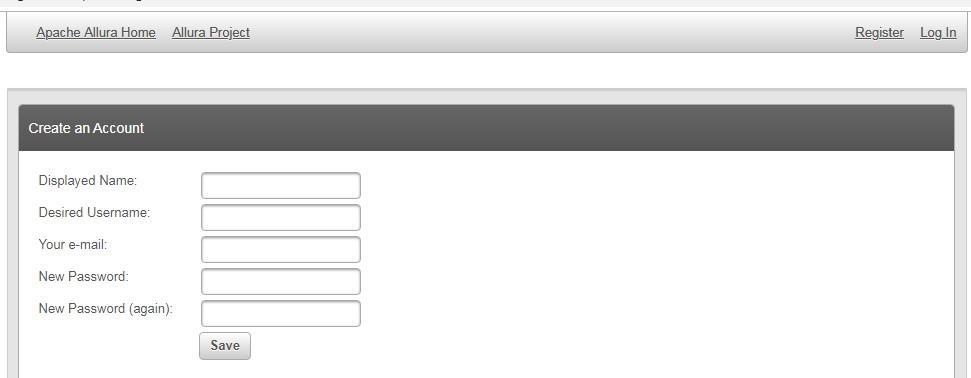 Apache Allura Home Allura Project Register Log In
Create an Account
Displayed Name:
Desired Username:
Your e-mail:
New Password:
New Password (again):
Save